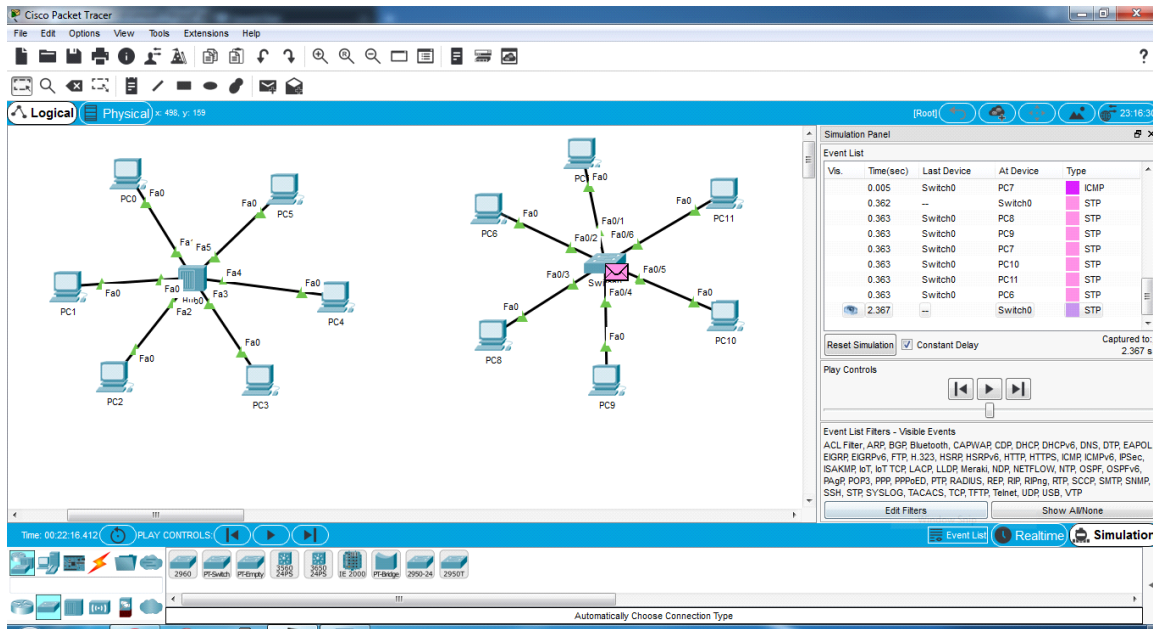 Cisco Packet Tracer
File Edit Options View Tools Extensions Help
?
Logical Physical x: 498, y: 159
[Root] 23:16:30
PC0 Fa0
Fa0 PC5
Fa0 PC1
Fa5
Fa4
Fa0
Hub0
Fa3
Fa2
Fa0
PC4
Fa0
PC2
Fa0
PC3
Fa0
Fa0
PC6
Fa0
PC11
Fa0/1
Fa0/2 Fa0/6
Fa0/3
Fa0/5
Fa0/4
Fa0
PC8
Fa0
PC10
Fa0
PC9
Simulation Panel
Event List
Vis. Time(sec) Last Device At Device Type
0.005 Switch0 PC7 ICMP
0.362 -- Switch0 STP
0.363 Switch0 PC8 STP
0.363 Switch0 PC9 STP
0.363 Switch0 PC7 STP
0.363 Switch0 PC10 STP
0.363 Switch0 PC11 STP
0.363 Switch0 PC6 STP
2.367 -- Switch0 STP
Reset Simulation Constant Delay
Captured to:
2.367 s
Play Controls
Event List Filters - Visible Events
ACL Filter, ARP, BGP, Bluetooth, CAPWAP, CDP, DHCP, DHCPv6, DNS, DTP, EAPOL,
EIGRP, EIGRPv6, FTP, H.323, HSRP, HSRPv6, HTTP, HTTPS, ICMP, ICMPv6, IPSec,
ISAKMP, IoT, IoT TCP, LACP, LLDP, Meraki, NDP, NETFLOW, NTP, OSPF, OSPFv6,
PAgP, POP3, PPP, PPPoED, PTP, RADIUS, REP, RIP, RIPng, RTP, SCCP, SMTP, SNMP,
SSH, STP, SYSLOG, TACACS, TCP, TFTP, Telnet, UDP, USB, VTP
Edit Filters Show All/None
Time: 00:22:16.412 PLAY CONTROLS:
Event List Realtime Simulation
2960 PT-Switch PT-Empty 3560 24PS 3650 24PS IE 2000 PT-Bridge 2950-24 2950T
Automatically Choose Connection Type